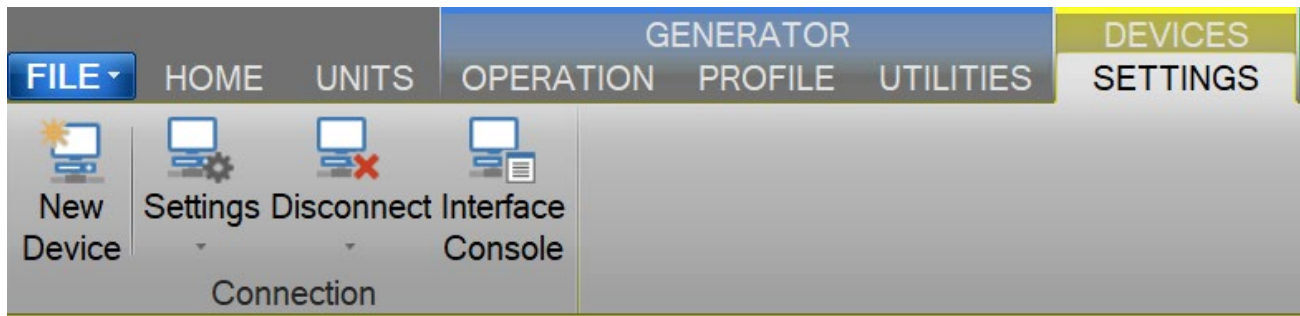 GENERATOR DEVICES
FILE HOME UNITS OPERATION PROFILE UTILITIES SETTINGS
New Device
Settings
Disconnect
Interface Console
Connection